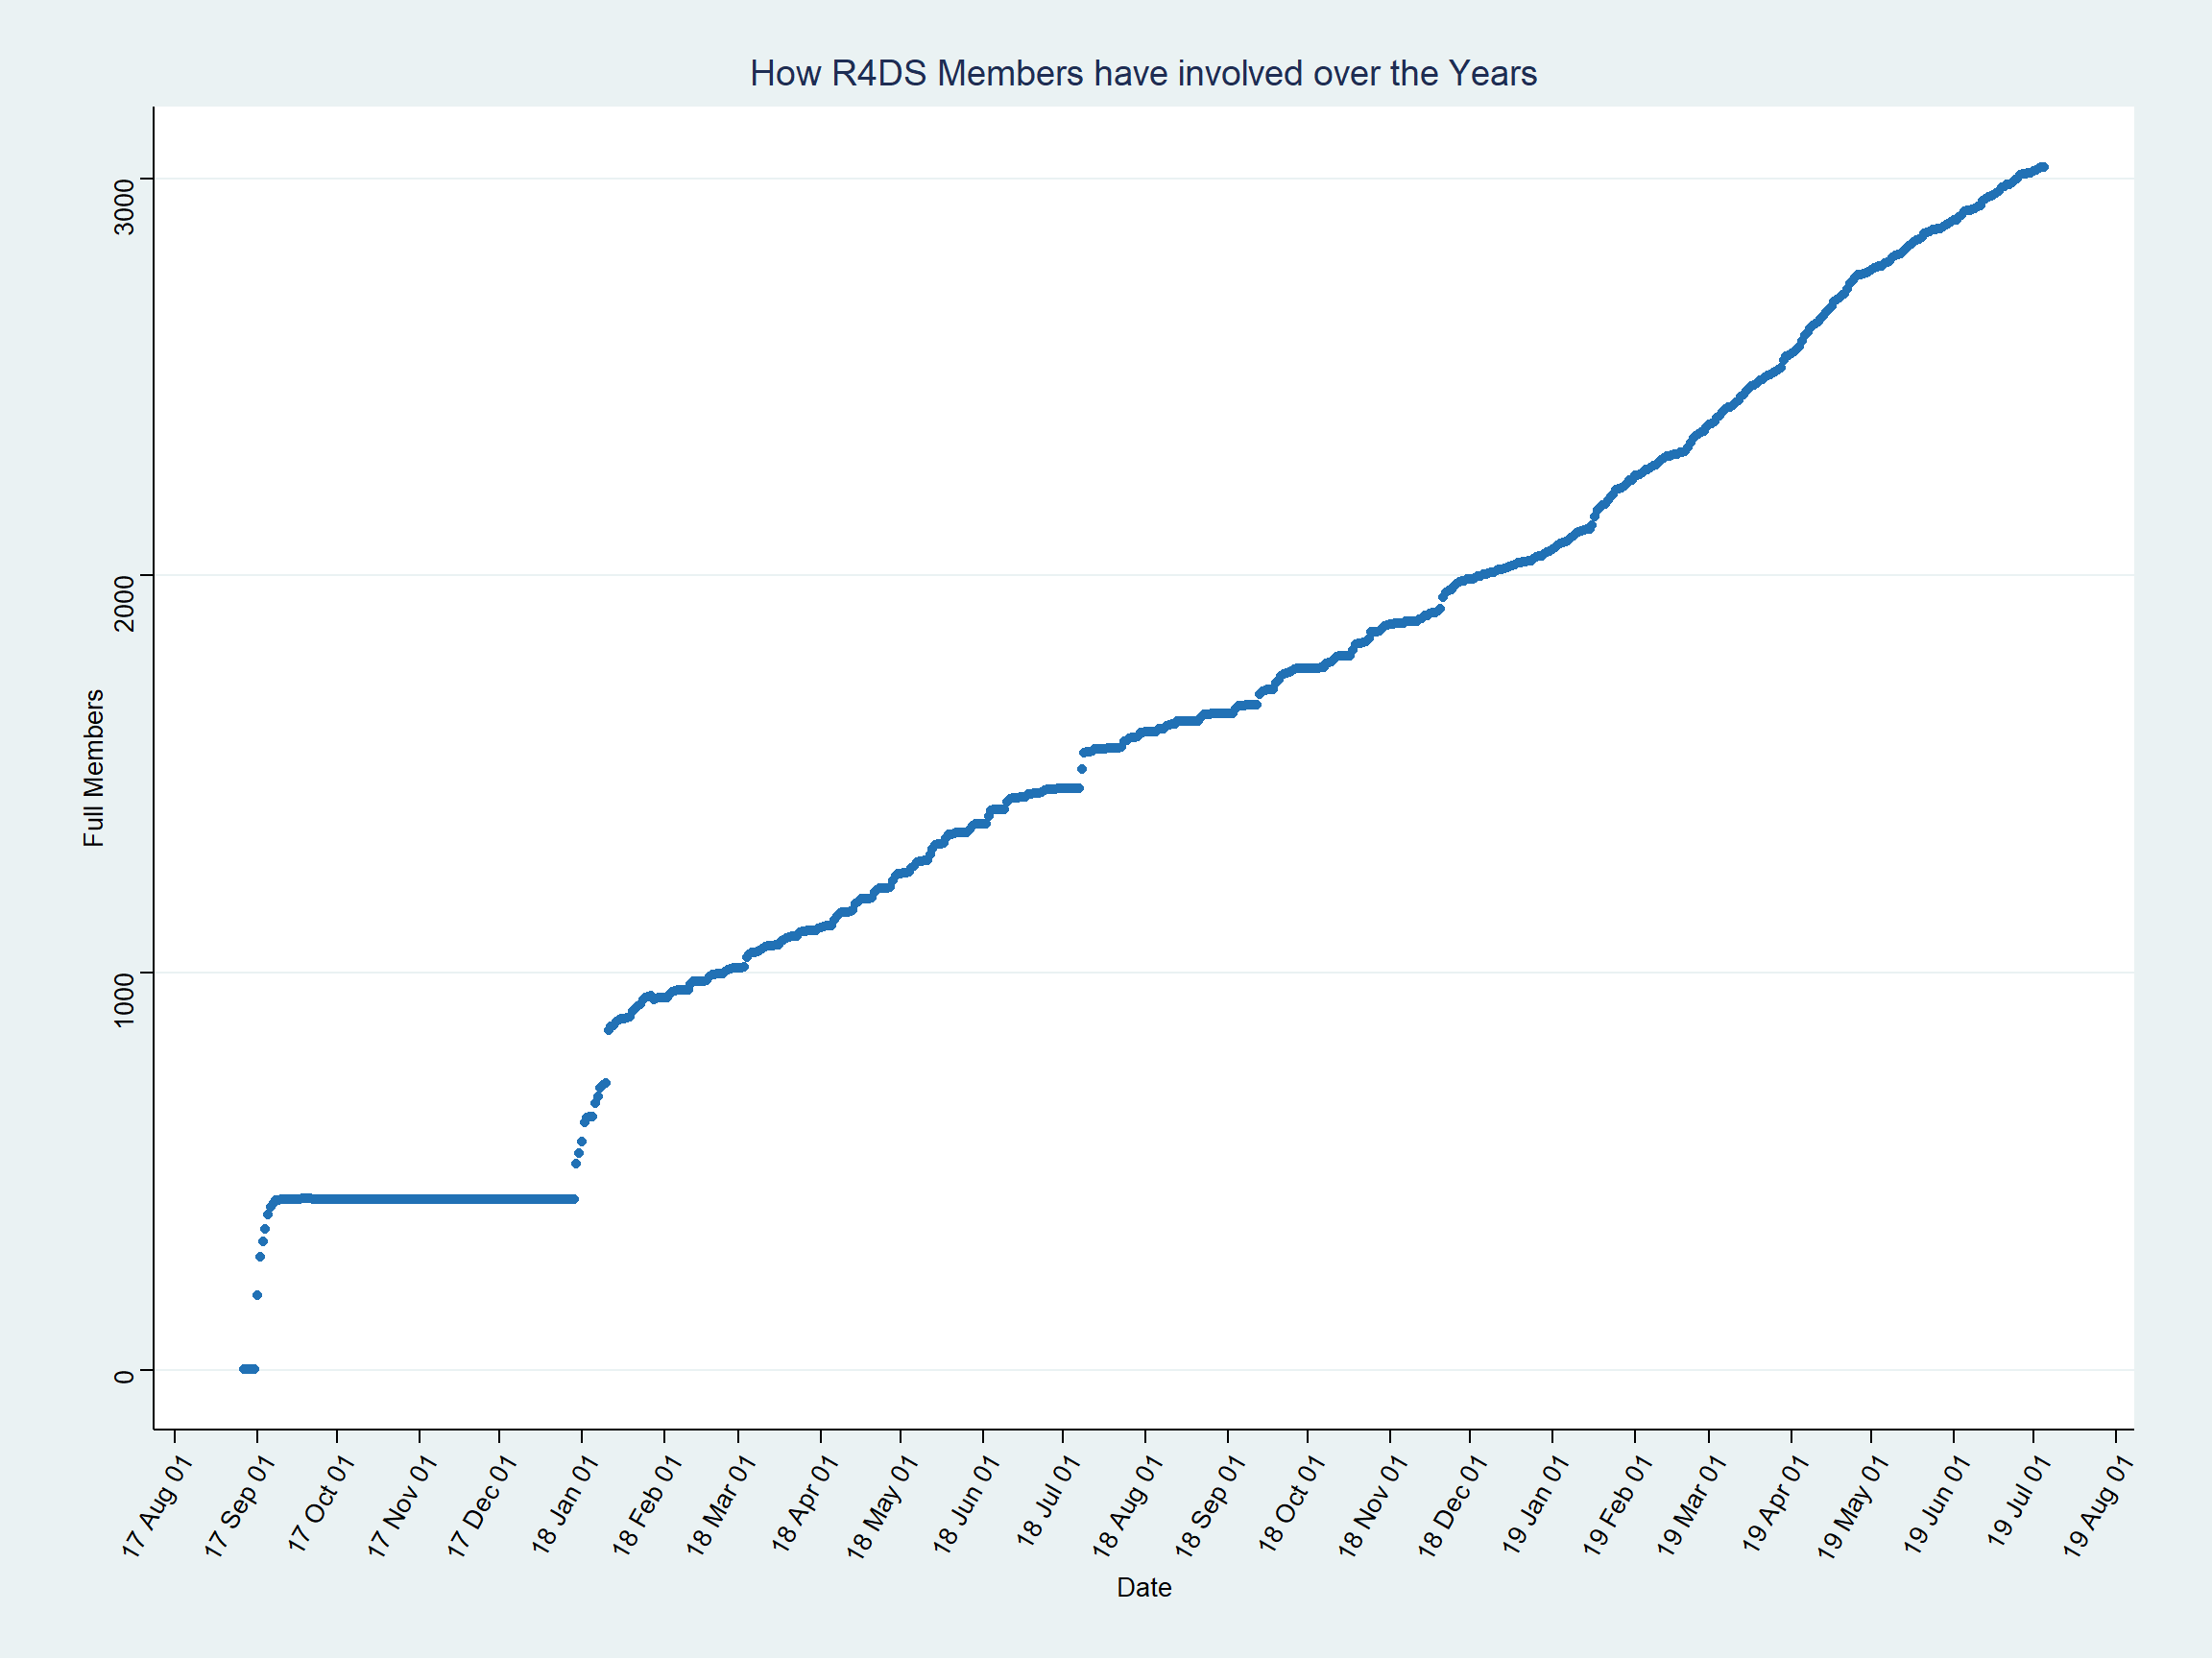 How R4DS Members have involved over the Years
Full Members
3000
2000
1000
0
17 Aug 01
17 Sep 01
17 Oct 01
17 Nov 01
17 Dec 01
18 Jan 01
18 Feb 01
18 Mar 01
18 Apr 01
18 May 01
18 Jun 01
18 Jul 01
18 Aug 01
18 Sep 01
18 Oct 01
18 Nov 01
18 Dec 01
19 Jan 01
19 Feb 01
19 Mar 01
19 Apr 01
19 May 01
19 Jun 01
19 Jul 01
19 Aug 01
Date